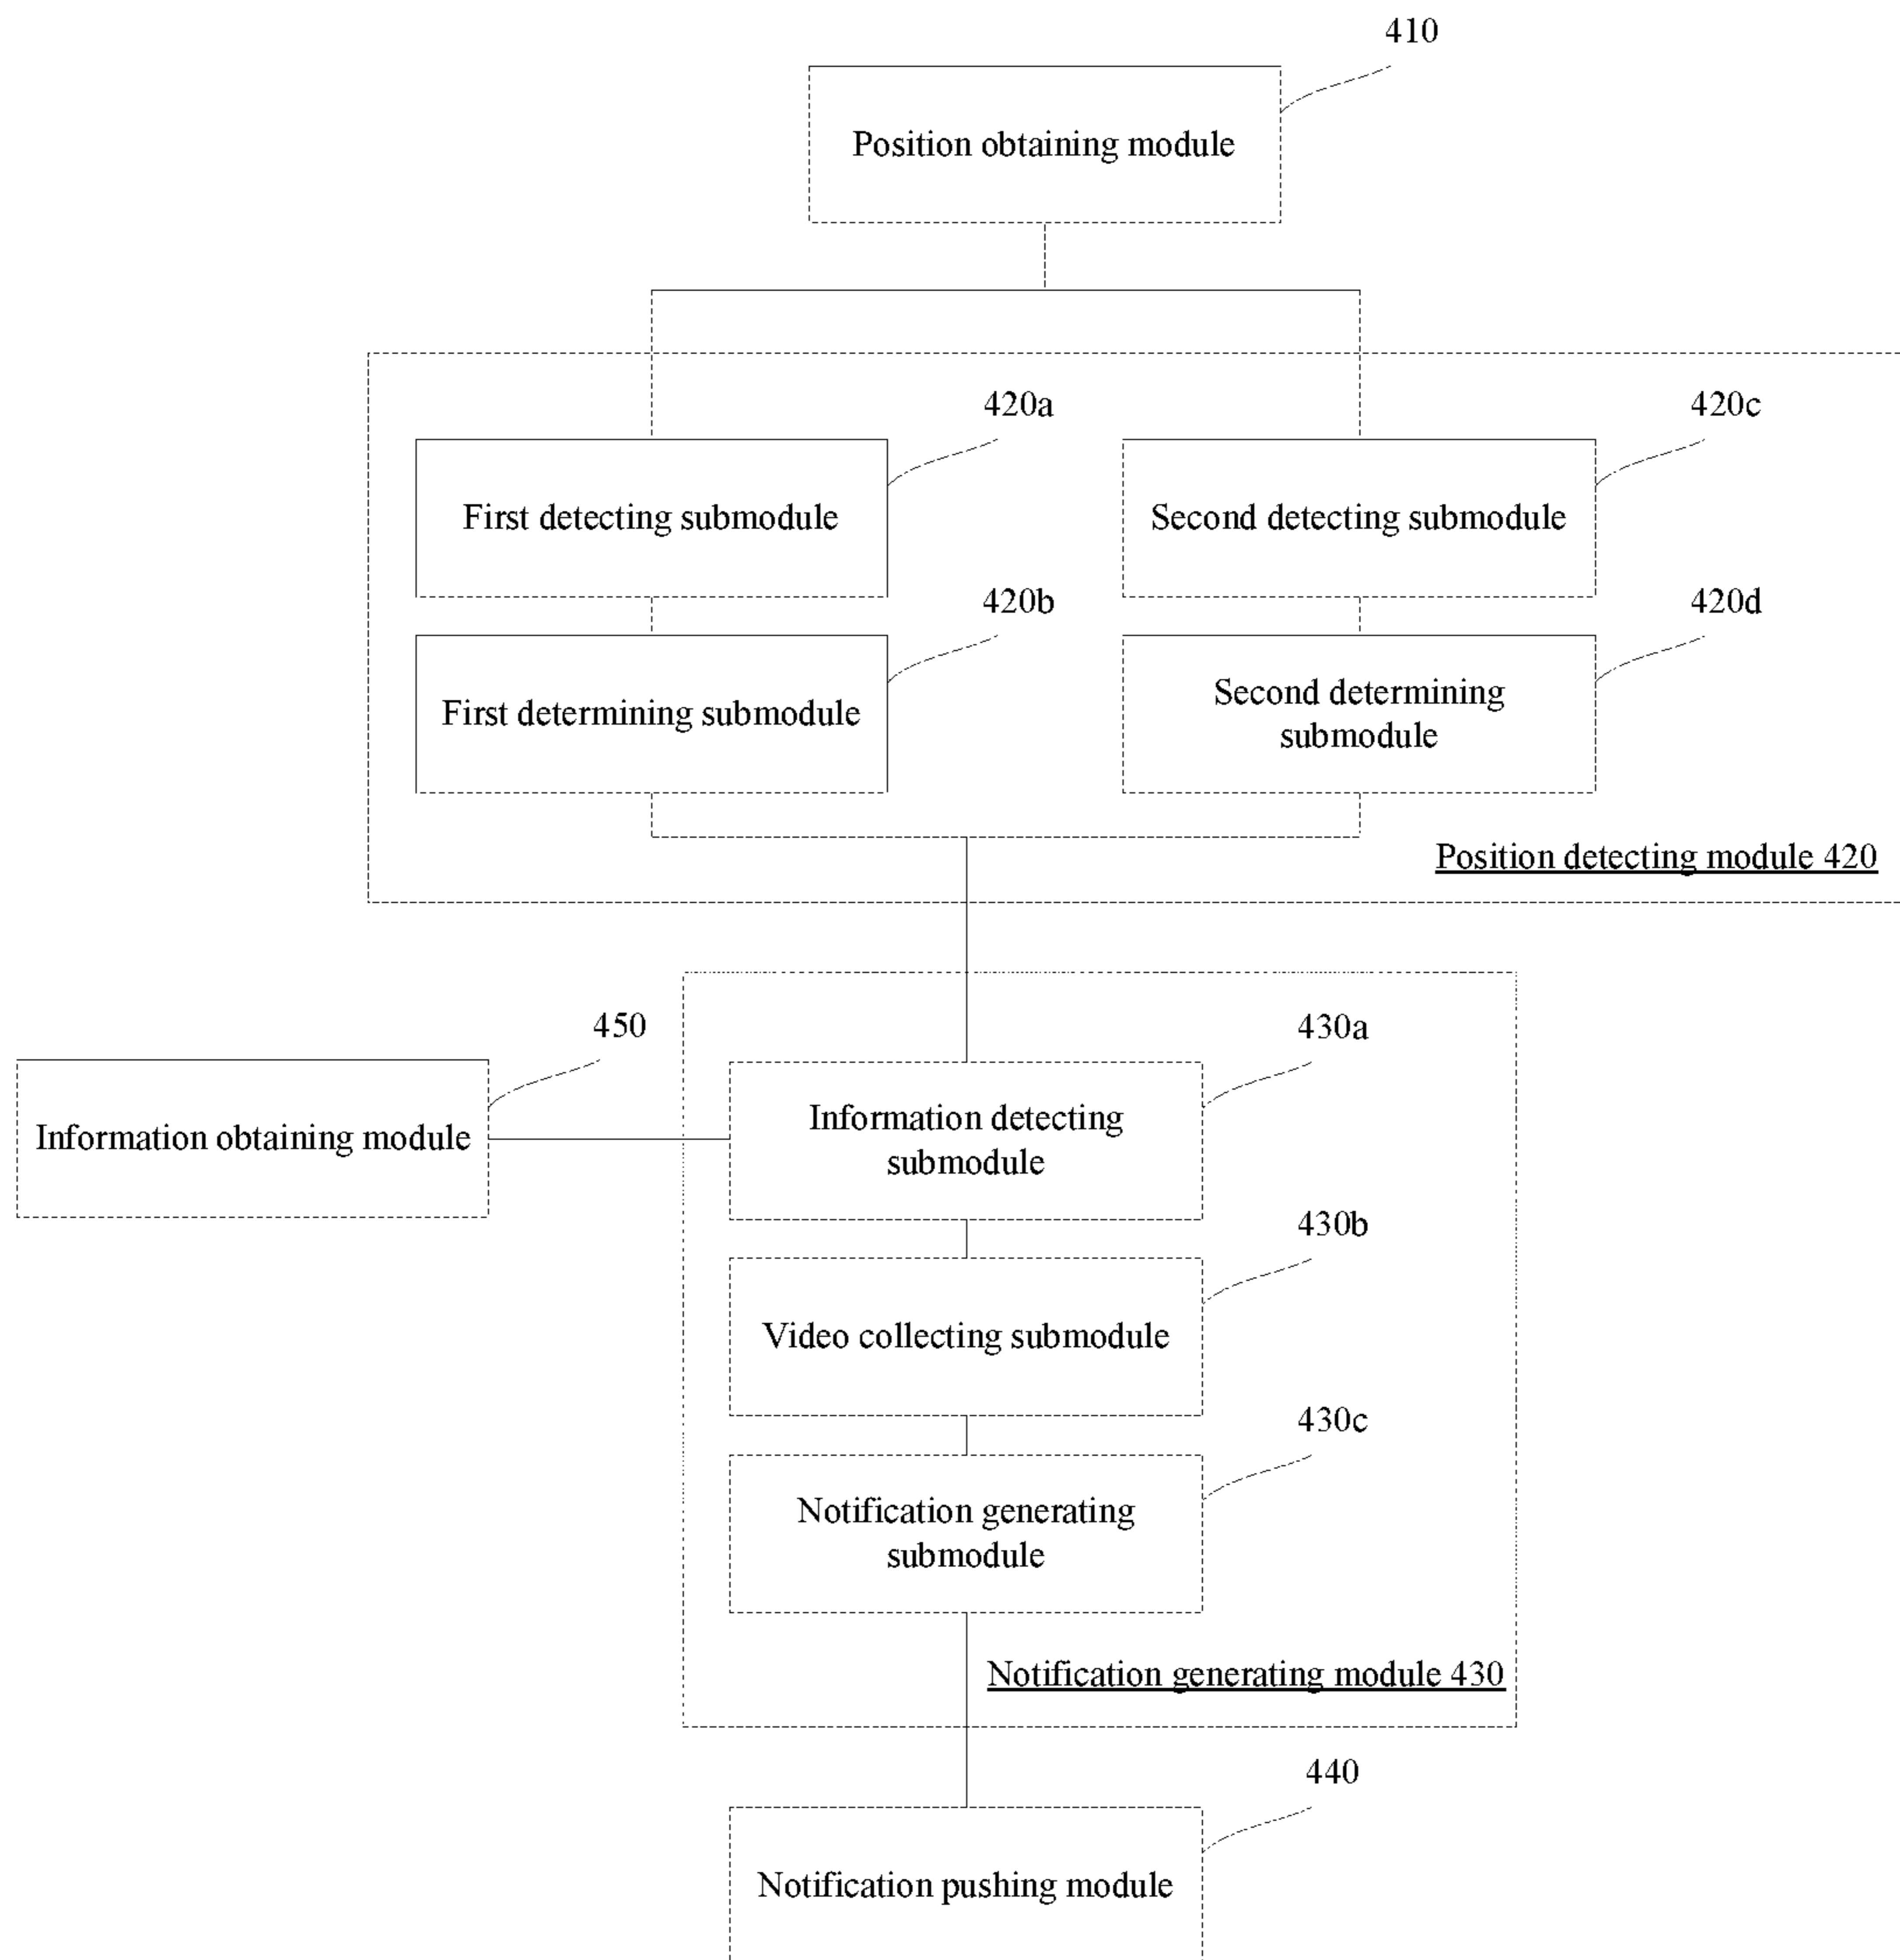 410
Position obtaining module
420a
420c
First detecting submodule
Second detecting submodule
420b
420d
First determining submodule
Second determining
submodule
Position detecting module 420
450
430a
Information obtaining module
Information detecting
submodule
430b
Video collecting submodule
430c
Notification generating
submodule
Notification generating module 430
440
Notification pushing module